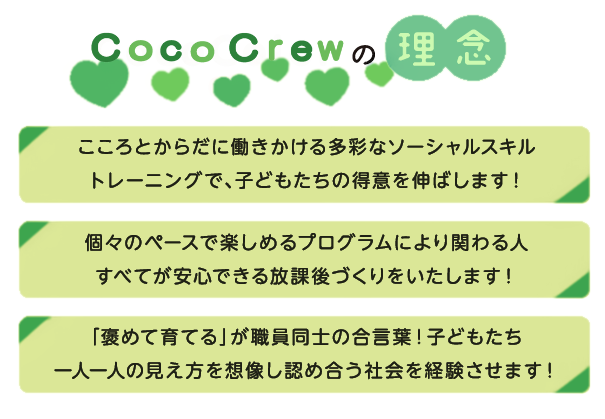 Coco Crewの理念
こころとからだに働きかける多彩なソーシャルスキル
トレーニングで、子どもたちの得意を伸ばします！
個々のペースで楽しめるプログラムにより関わる人
すべてが安心できる放課後づくりをいたします！
「褒めて育てる」が職員同士の合言葉！子どもたち
一人一人の見え方を想像し認め合う社会を経験させます！